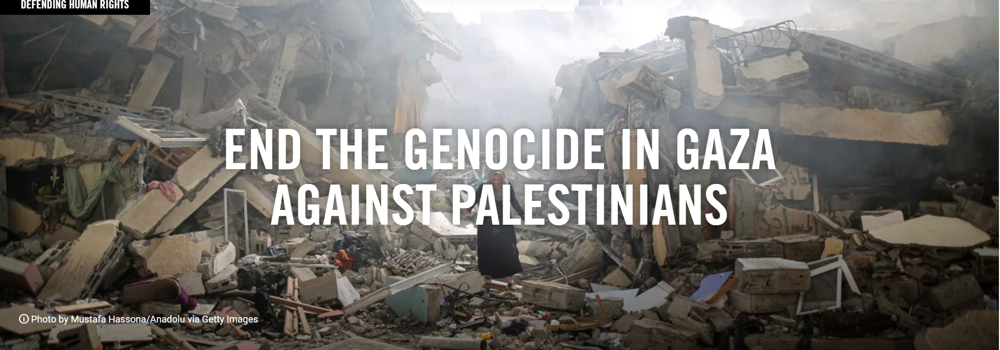 DEFENDING HUMAN RIGHTS
END THE GENOCIDE IN GAZA
AGAINST PALESTINIANS
Photo by Mustafa Hassona/Anadolu via Getty Images